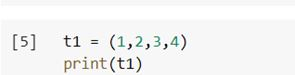 [5] t1 = (1,2,3,4)
print(t1)